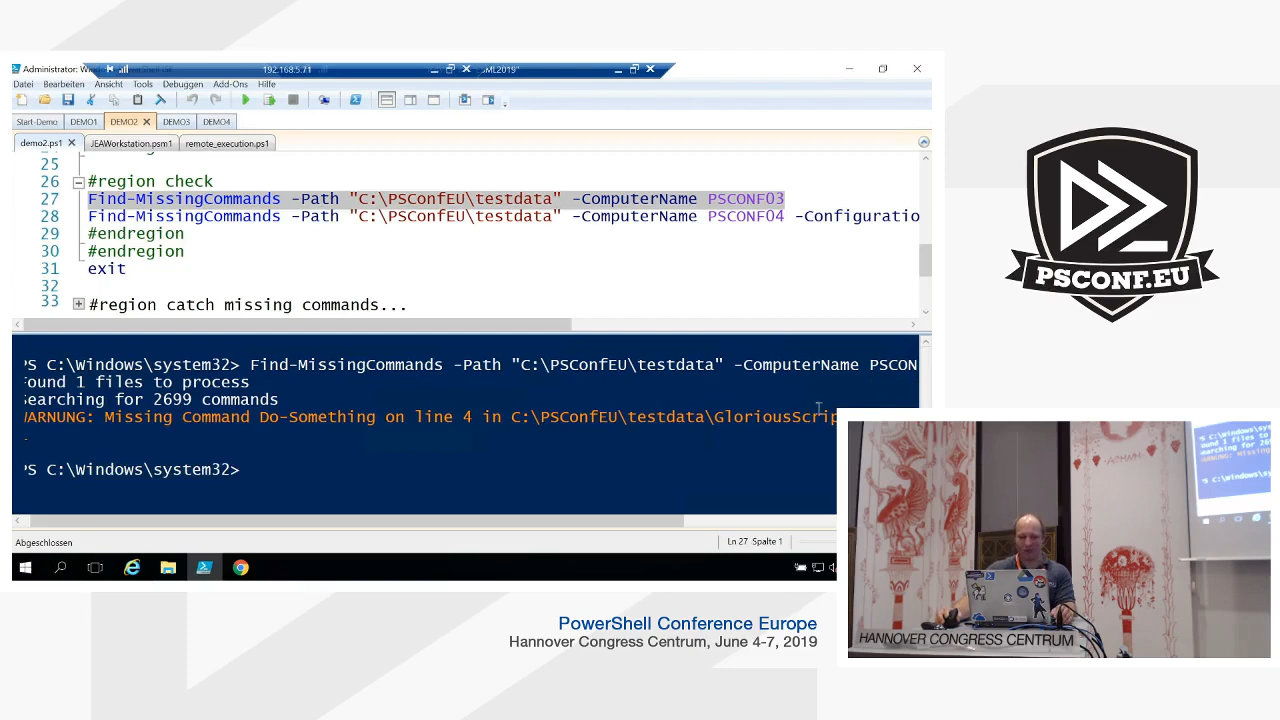 Administrator: Wi
192.168.5.71
ML2019"
Datei Bearbeiten Ansicht Tools Debuggen Add-Ons Hilfe
Start-Demo DEMO1 DEMO2 DEMO3 DEMO4
demo2.ps1 JEAWorkstation.psm1 remote_execution.ps1
25
26 #region check
27 Find-MissingCommands -Path "C:\PSConfEU\testdata" -ComputerName PSCONF03
28 Find-MissingCommands -Path "C:\PSConfEU\testdata" -ComputerName PSCONF04 -Configuratio
29 #endregion
30 #endregion
31 exit
32
33 #region catch missing commands...
PS C:\Windows\system32> Find-MissingCommands -Path "C:\PSConfEU\testdata" -ComputerName PSCON
ound 1 files to process
earching for 2699 commands
WARNUNG: Missing Command Do-Something on line 4 in C:\PSConfEU\testdata\GloriousScrip
.
PS C:\Windows\system32>
Abgeschlossen
Ln 27 Spalte 1
PSCONF.EU
HANNOVER CONGRESS CENTRUM
PowerShell Conference Europe
Hannover Congress Centrum, June 4-7, 2019